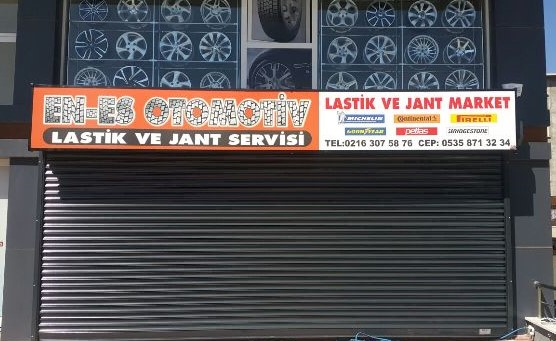 EN-ES OTOMOTİV
LASTİK VE JANT SERVİSİ
LASTİK VE JANT MARKET
MICHELIN Continental PIRELLI
GOODYEAR petlas BRIDGESTONE
TEL:0216 307 58 76 CEP: 0535 871 32 34